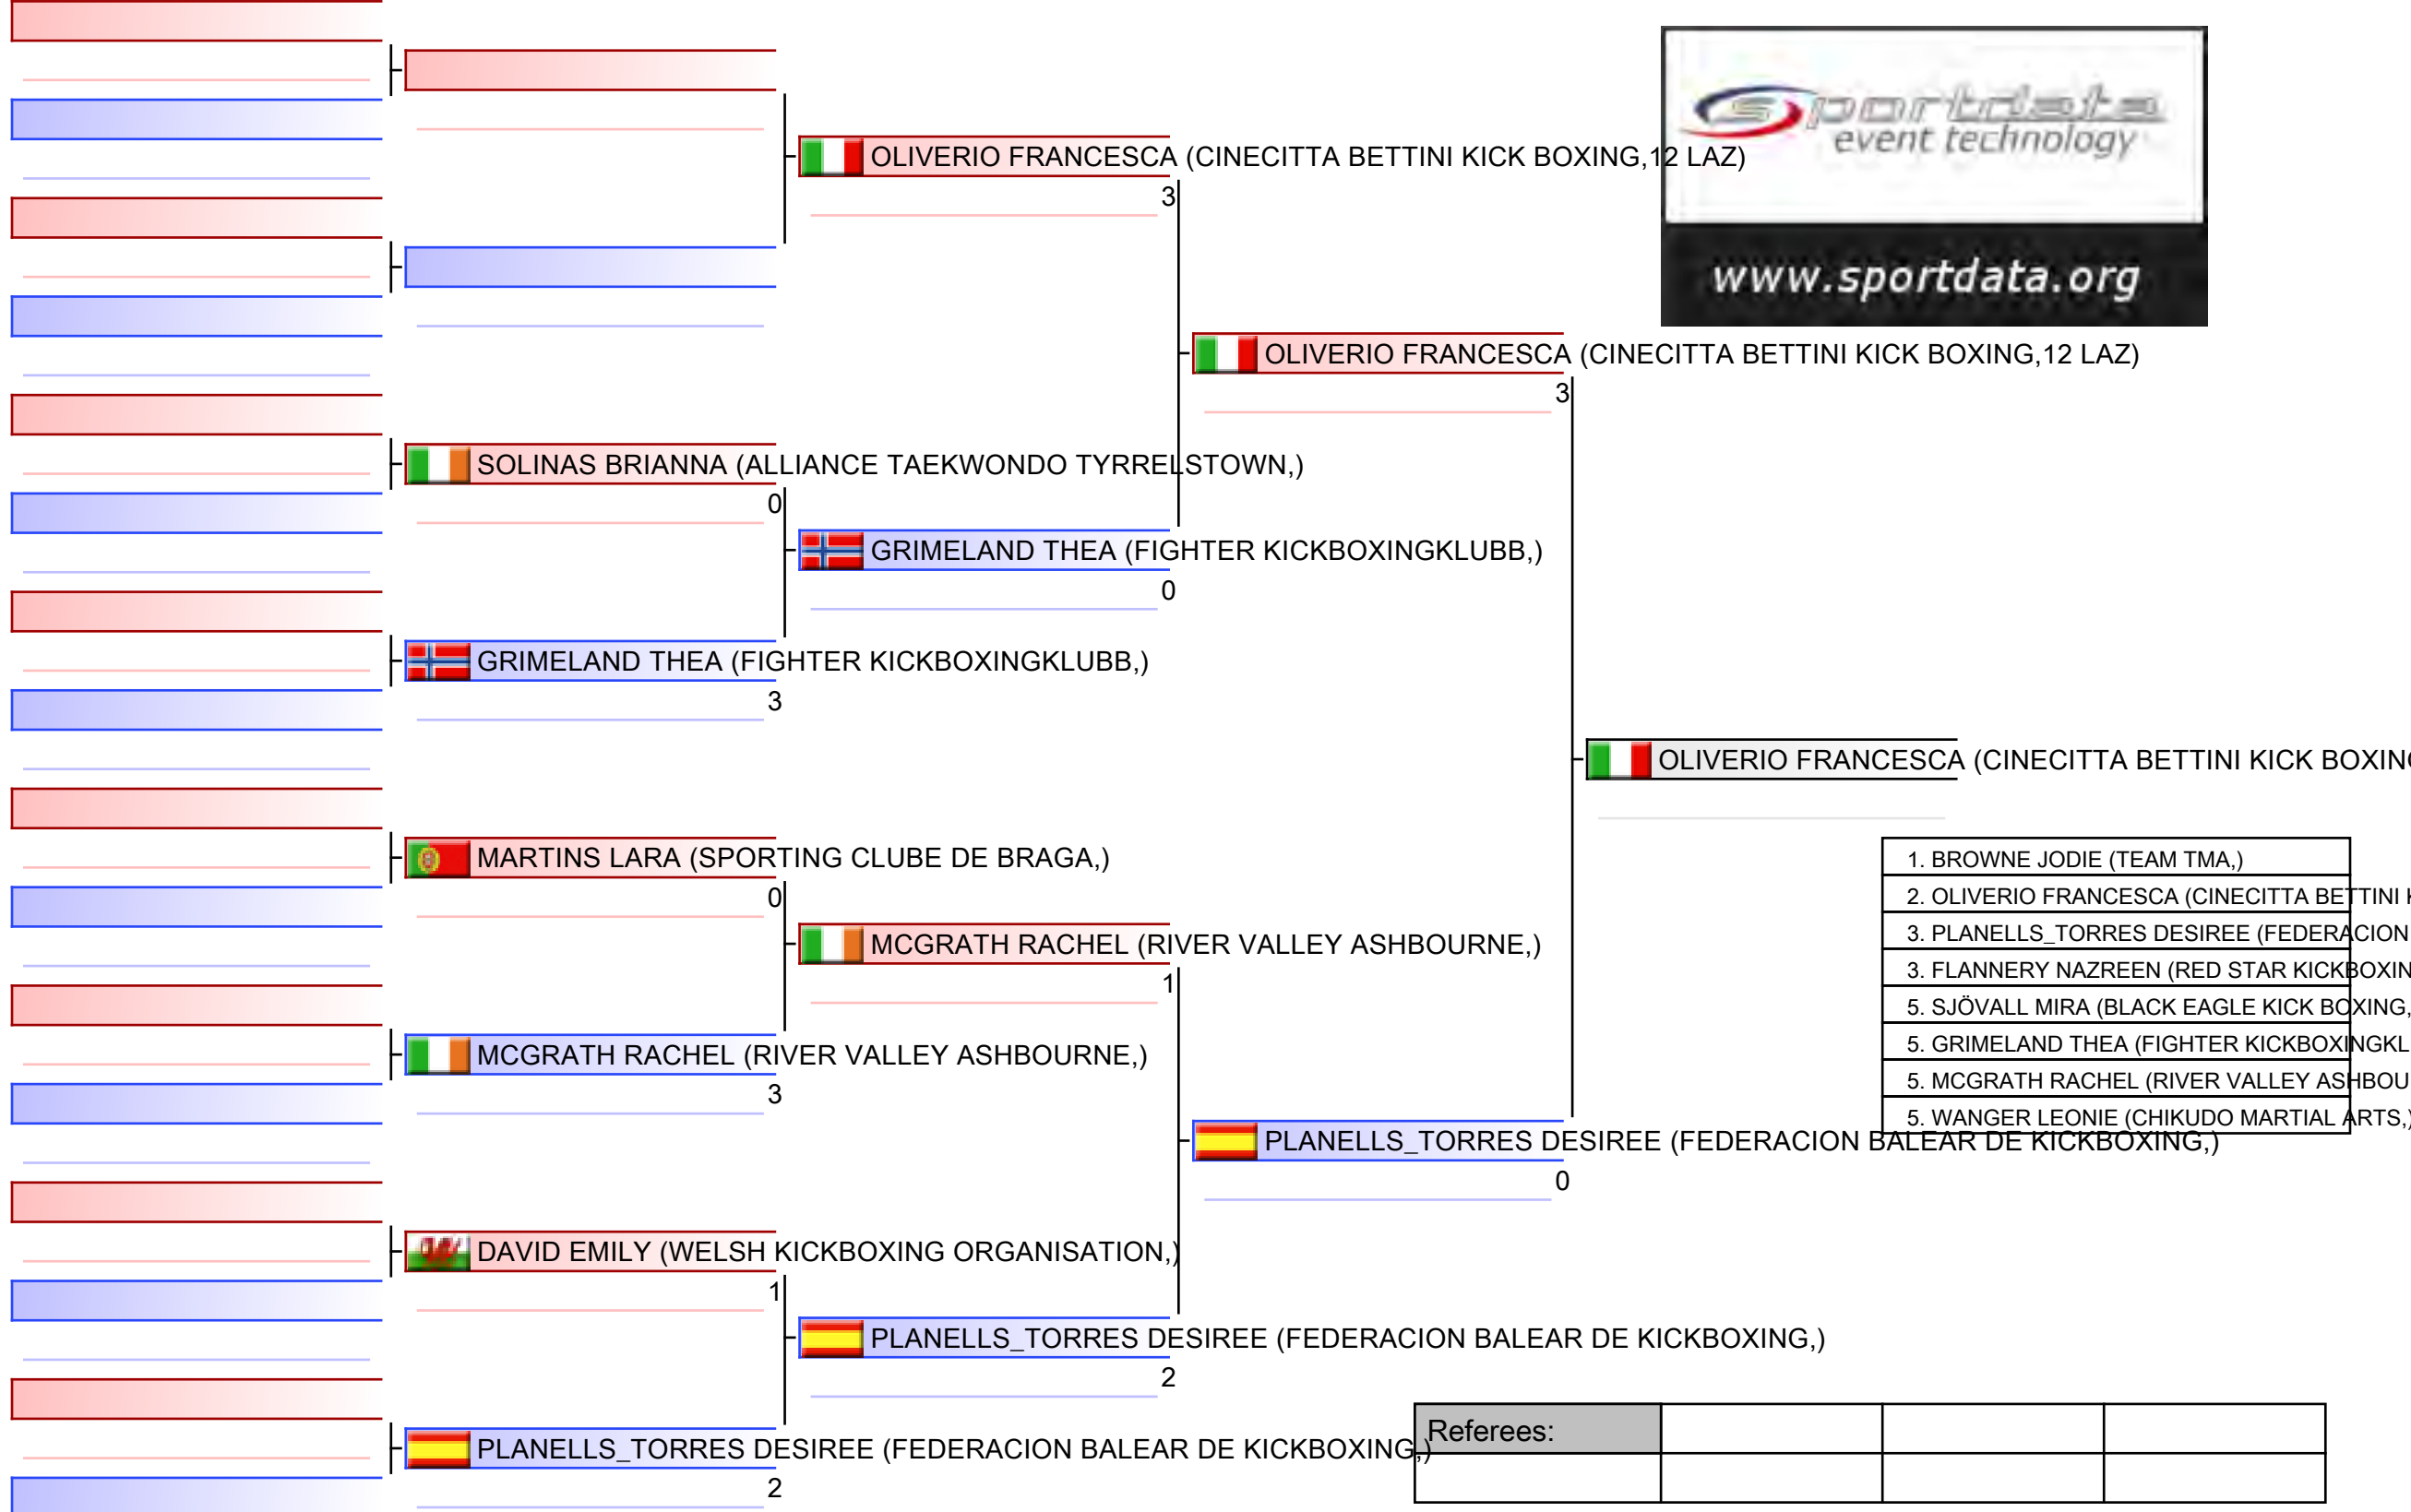 sportdata
event technology
www.sportdata.org
OLIVERIO FRANCESCA (CINECITTA BETTINI KICK BOXING,12 LAZ)
3
OLIVERIO FRANCESCA (CINECITTA BETTINI KICK BOXING,12 LAZ)
3
SOLINAS BRIANNA (ALLIANCE TAEKWONDO TYRRELSTOWN,)
0
GRIMELAND THEA (FIGHTER KICKBOXINGKLUBB,)
0
GRIMELAND THEA (FIGHTER KICKBOXINGKLUBB,)
3
OLIVERIO FRANCESCA (CINECITTA BETTINI KICK BOXING
MARTINS LARA (SPORTING CLUBE DE BRAGA,)
0
MCGRATH RACHEL (RIVER VALLEY ASHBOURNE,)
1
MCGRATH RACHEL (RIVER VALLEY ASHBOURNE,)
3
1. BROWNE JODIE (TEAM TMA,)
2. OLIVERIO FRANCESCA (CINECITTA BETTINI K
3. PLANELLS_TORRES DESIREE (FEDERACION
3. FLANNERY NAZREEN (RED STAR KICKBOXIN
5. SJÖVALL MIRA (BLACK EAGLE KICK BOXING,
5. GRIMELAND THEA (FIGHTER KICKBOXINGKL
5. MCGRATH RACHEL (RIVER VALLEY ASHBOU
5. WANGER LEONIE (CHIKUDO MARTIAL ARTS,)
PLANELLS_TORRES DESIREE (FEDERACION BALEAR DE KICKBOXING,)
0
DAVID EMILY (WELSH KICKBOXING ORGANISATION,)
1
PLANELLS_TORRES DESIREE (FEDERACION BALEAR DE KICKBOXING,)
2
PLANELLS_TORRES DESIREE (FEDERACION BALEAR DE KICKBOXING,)
2
Referees: